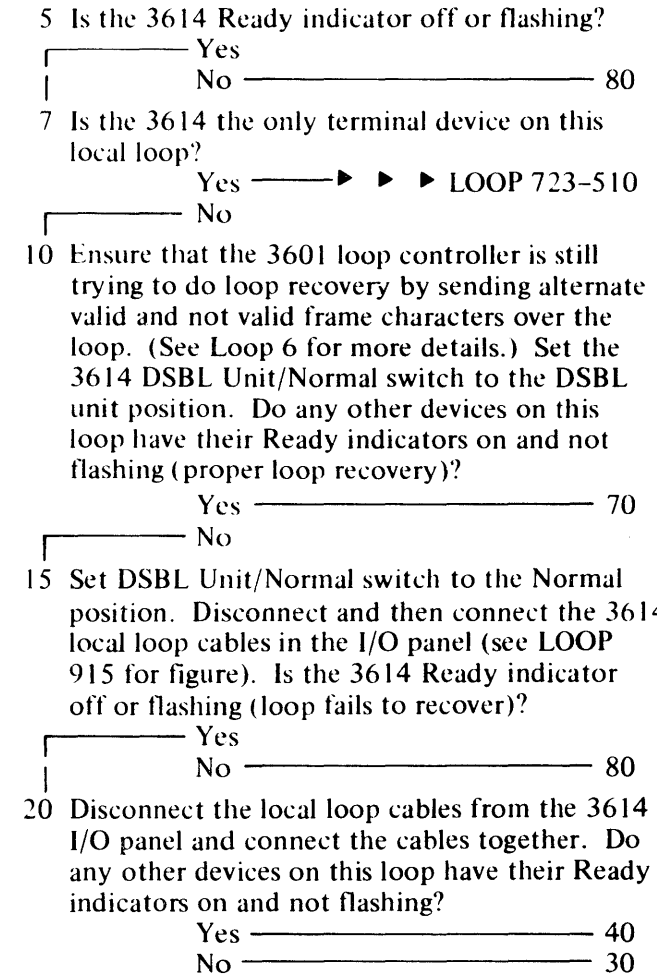 5 Is the 3614 Ready indicator off or flashing?
Yes
No 80
7 Is the 3614 the only terminal device on this
local loop?
Yes ▶ ▶ ▶ LOOP 723–510
No
10 Ensure that the 3601 loop controller is still
trying to do loop recovery by sending alternate
valid and not valid frame characters over the
loop. (See Loop 6 for more details.) Set the
3614 DSBL Unit/Normal switch to the DSBL
unit position. Do any other devices on this
loop have their Ready indicators on and not
flashing (proper loop recovery)?
Yes 70
No
15 Set DSBL Unit/Normal switch to the Normal
position. Disconnect and then connect the 3614
local loop cables in the I/O panel (see LOOP
915 for figure). Is the 3614 Ready indicator
off or flashing (loop fails to recover)?
Yes
No 80
20 Disconnect the local loop cables from the 3614
I/O panel and connect the cables together. Do
any other devices on this loop have their Ready
indicators on and not flashing?
Yes 40
No 30